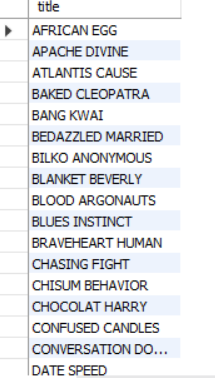 title
AFRICAN EGG
APACHE DIVINE
ATLANTIS CAUSE
BAKED CLEOPATRA
BANG KWAI
BEDAZZLED MARRIED
BILKO ANONYMOUS
BLANKET BEVERLY
BLOOD ARGONAUTS
BLUES INSTINCT
BRAVEHEART HUMAN
CHASING FIGHT
CHISUM BEHAVIOR
CHOCOLAT HARRY
CONFUSED CANDLES
CONVERSATION DO...
DATE SPEED